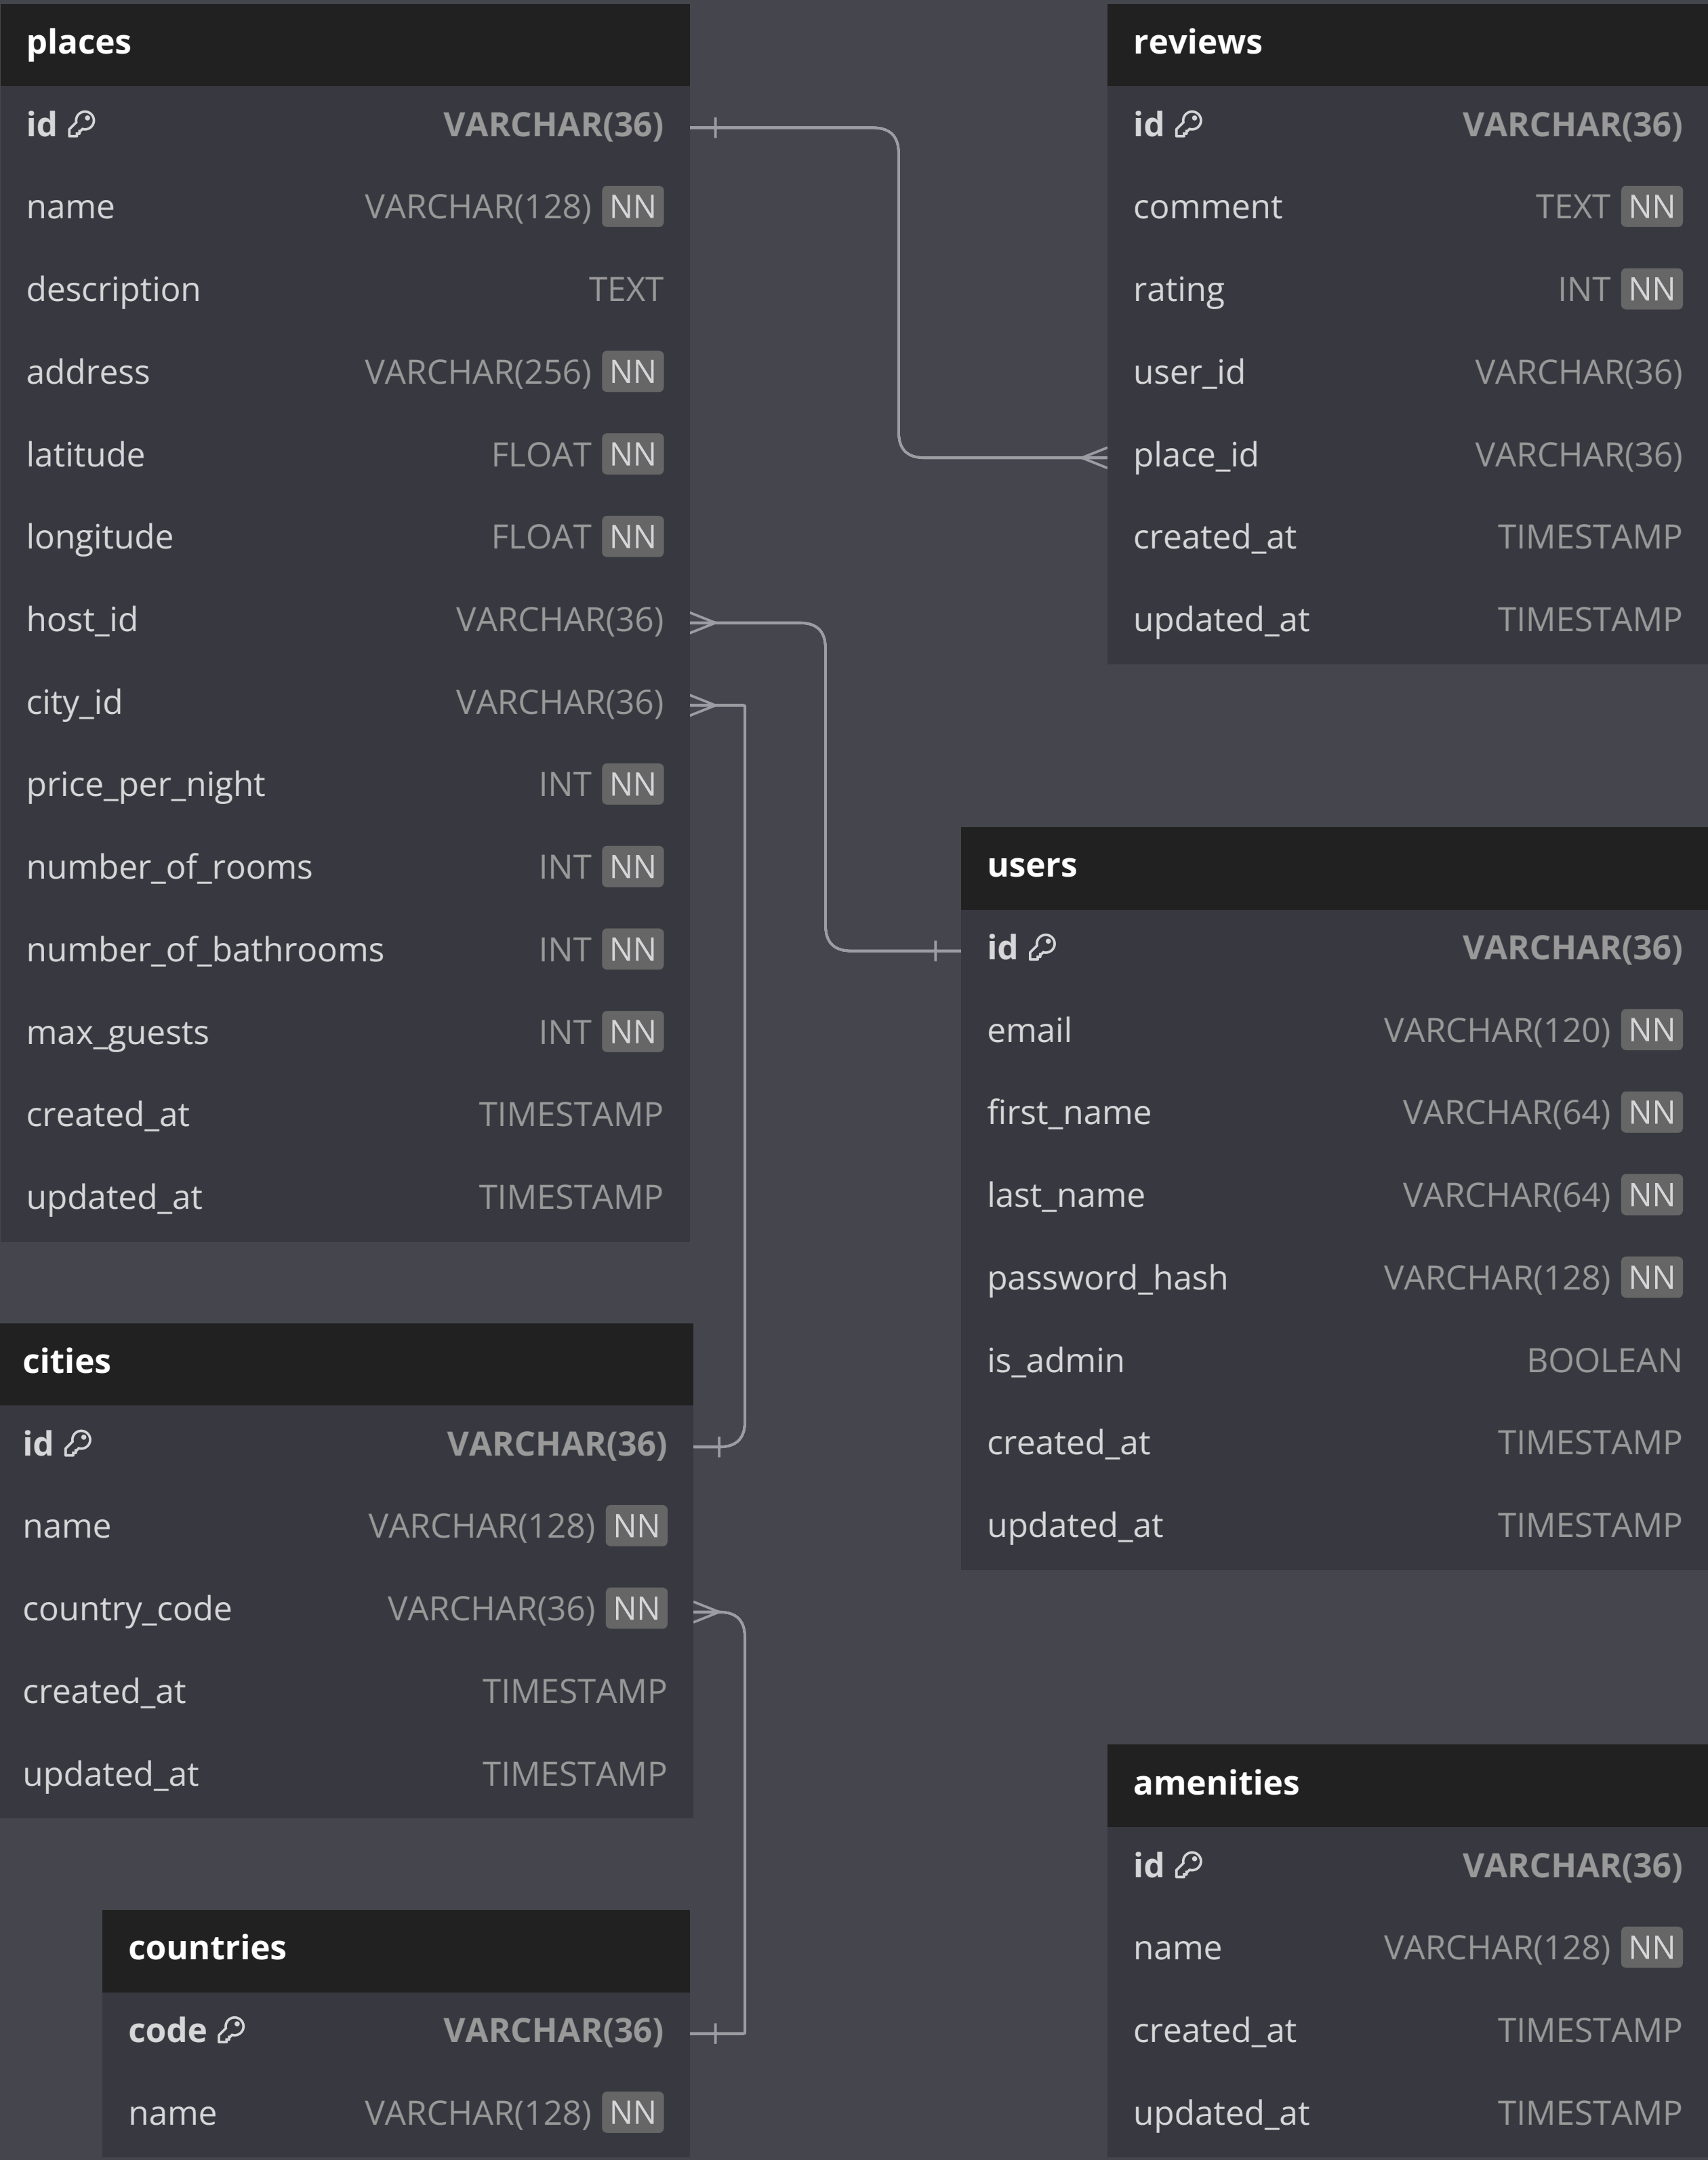 places
id VARCHAR(36)
name VARCHAR(128) NN
description TEXT
address VARCHAR(256) NN
latitude FLOAT NN
longitude FLOAT NN
host_id VARCHAR(36)
city_id VARCHAR(36)
price_per_night INT NN
number_of_rooms INT NN
number_of_bathrooms INT NN
max_guests INT NN
created_at TIMESTAMP
updated_at TIMESTAMP
reviews
id VARCHAR(36)
comment TEXT NN
rating INT NN
user_id VARCHAR(36)
place_id VARCHAR(36)
created_at TIMESTAMP
updated_at TIMESTAMP
users
id VARCHAR(36)
email VARCHAR(120) NN
first_name VARCHAR(64) NN
last_name VARCHAR(64) NN
password_hash VARCHAR(128) NN
is_admin BOOLEAN
created_at TIMESTAMP
updated_at TIMESTAMP
cities
id VARCHAR(36)
name VARCHAR(128) NN
country_code VARCHAR(36) NN
created_at TIMESTAMP
updated_at TIMESTAMP
countries
code VARCHAR(36)
name VARCHAR(128) NN
amenities
id VARCHAR(36)
name VARCHAR(128) NN
created_at TIMESTAMP
updated_at TIMESTAMP